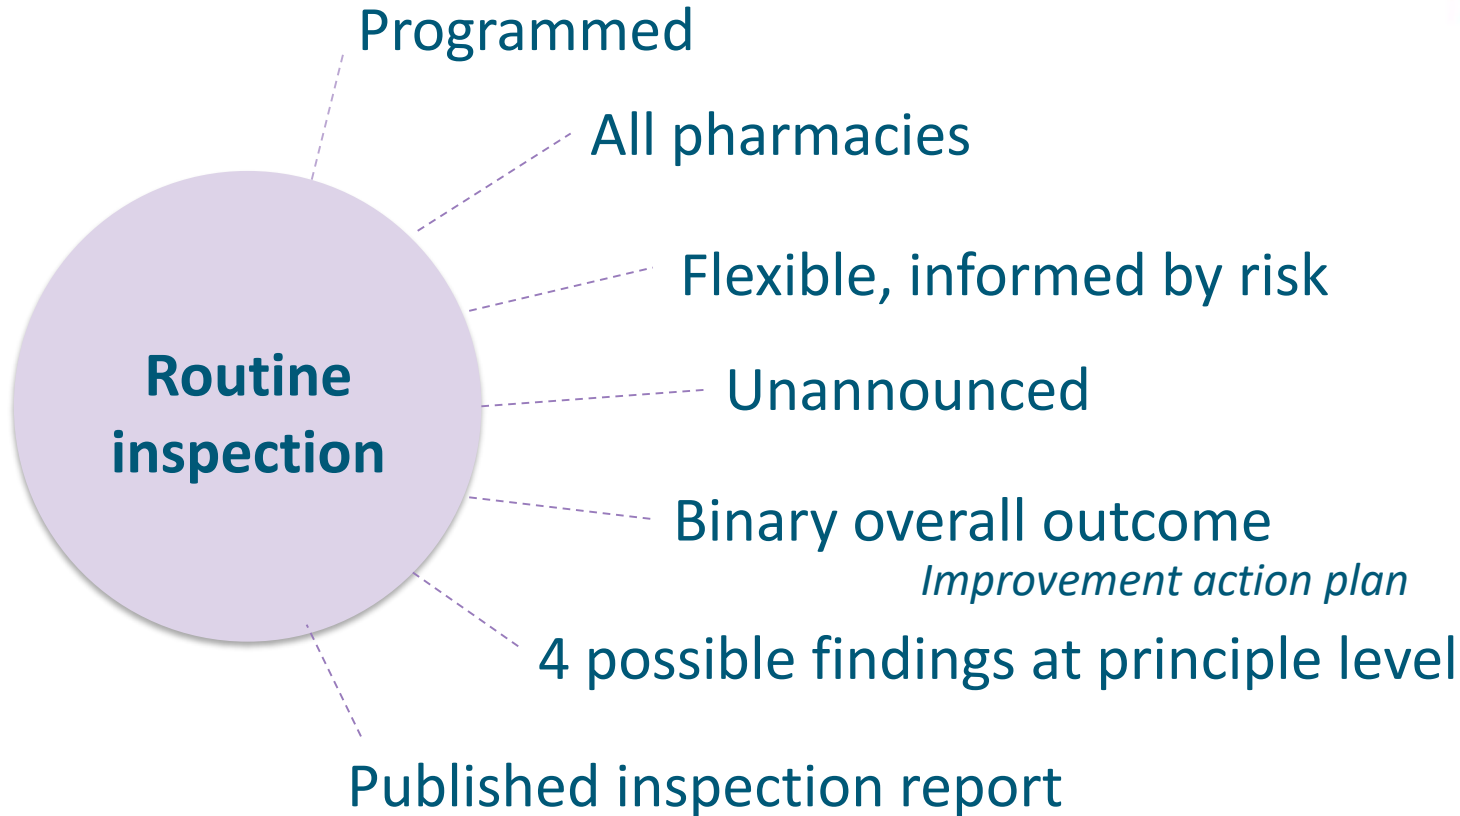 Programmed
All pharmacies
Flexible, informed by risk
Routine
inspection
Unannounced
Binary overall outcome
Improvement action plan
4 possible findings at principle level
Published inspection report